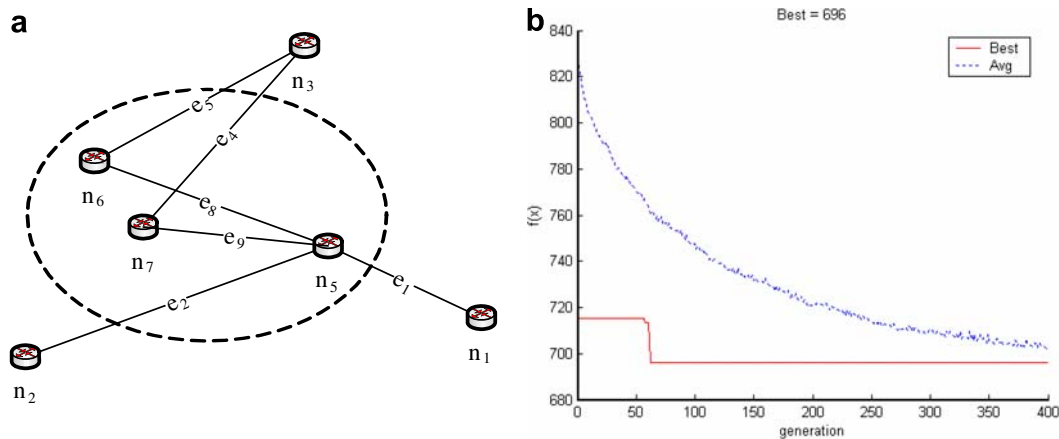 a
n3
e5
e4
n6
e8
e9
n7
n5
e1
e2
n1
n2
b
Best = 696
840
820
800
780
760
740
720
700
680
f(x)
Best
Avg
0 50 100 150 200 250 300 350 400
generation